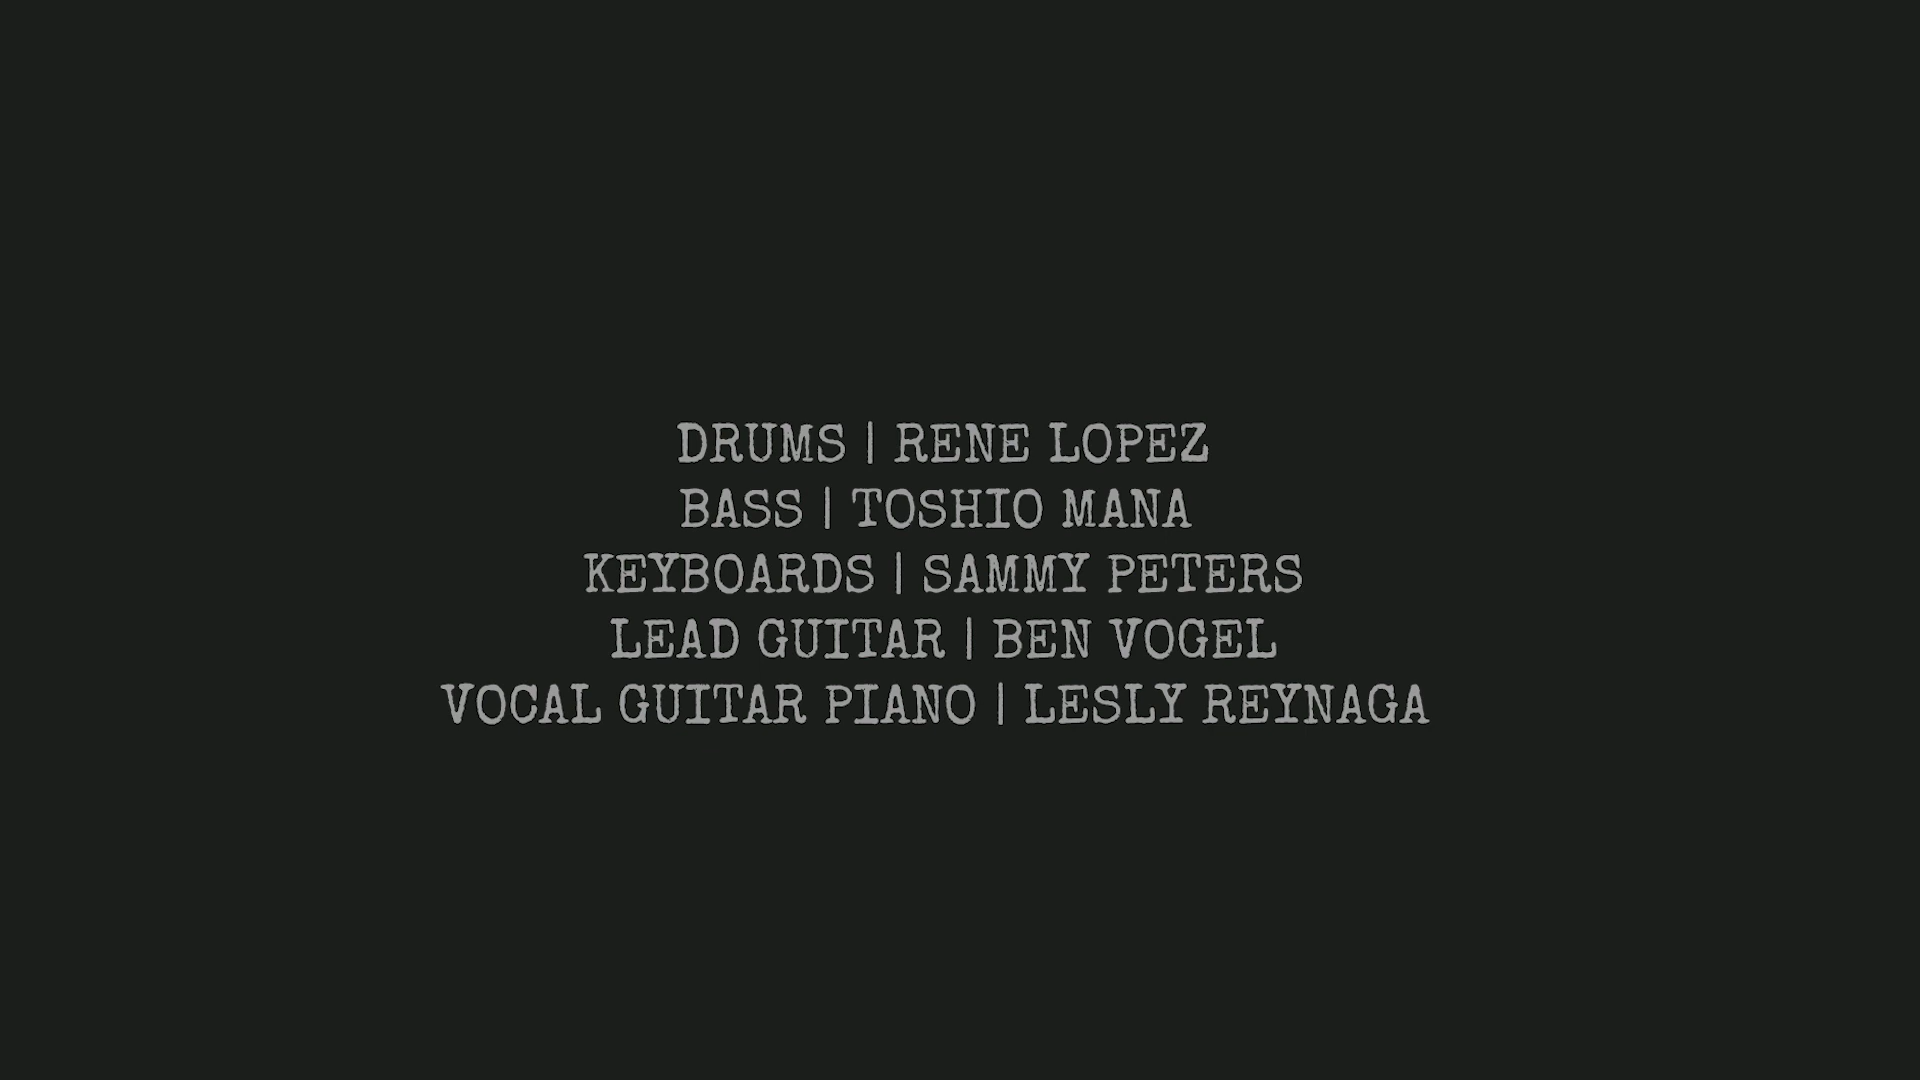 DRUMS | RENE LOPEZ
BASS | TOSHIO MANA
KEYBOARDS | SAMMY PETERS
LEAD GUITAR | BEN VOGEL
VOCAL GUITAR PIANO | LESLY REYNAGA